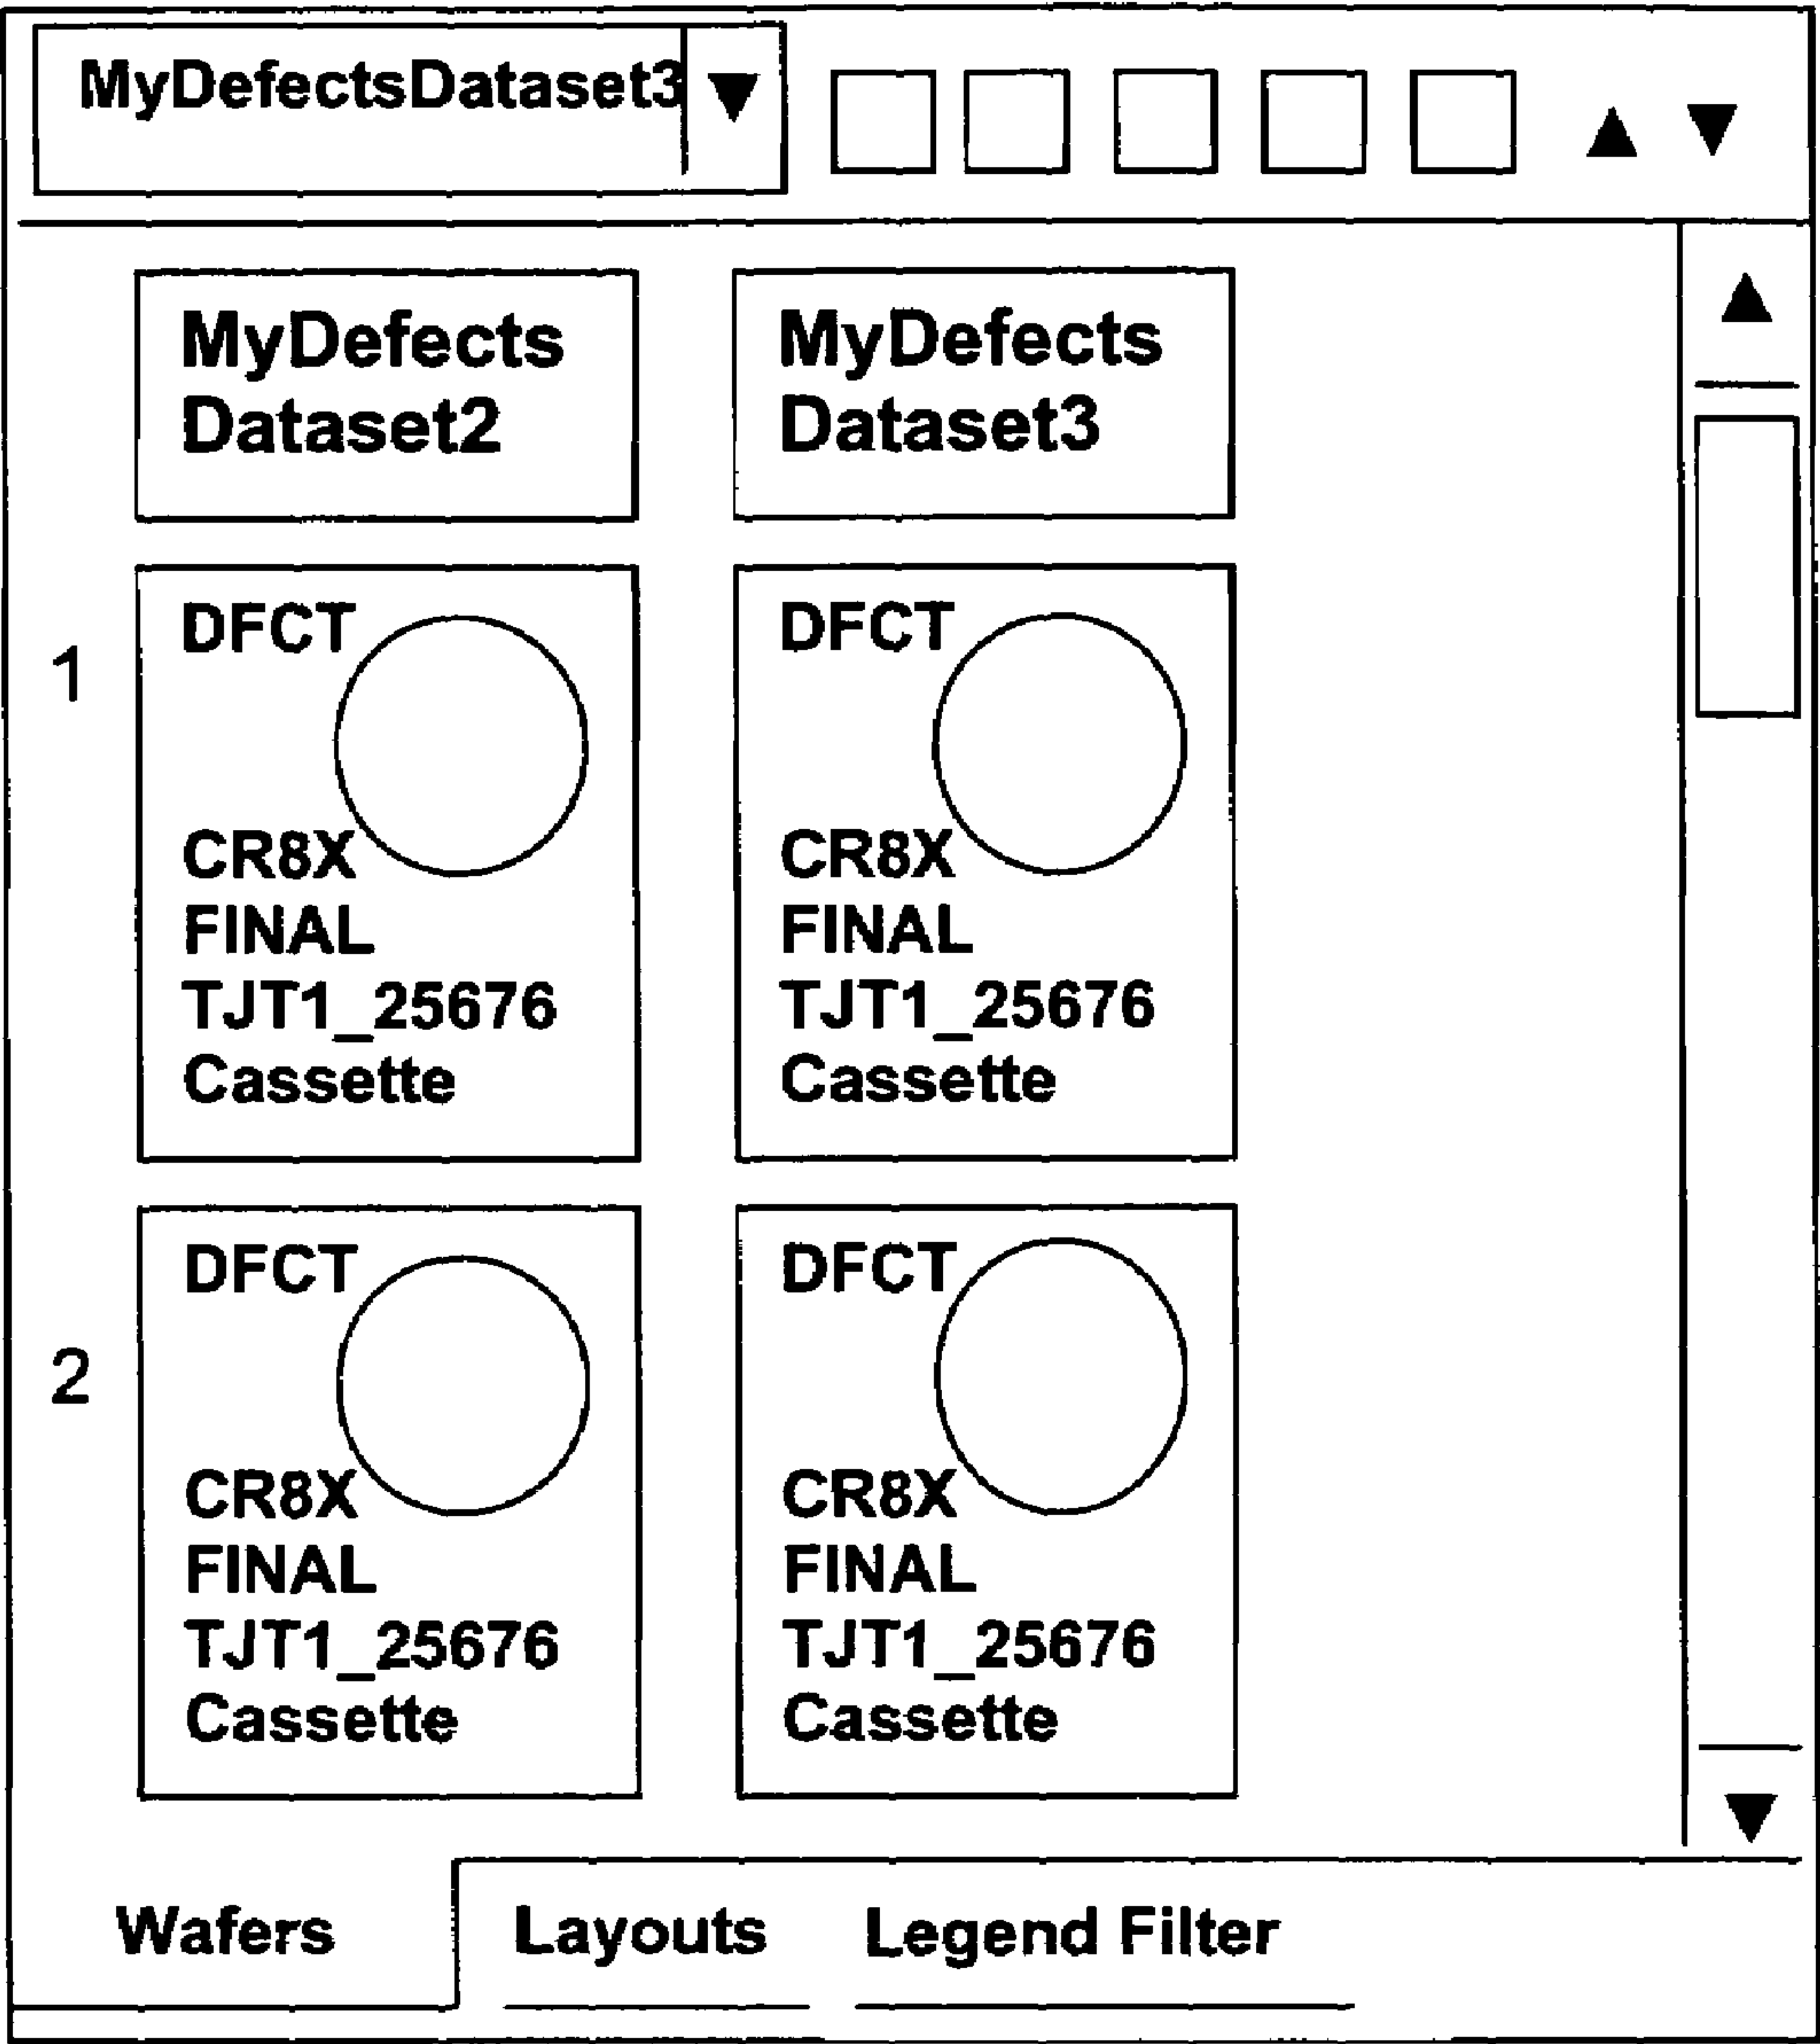 MyDefectsDataset3
MyDefects
Dataset2
MyDefects
Dataset3
1
DFCT
CR8X
FINAL
TJT1_25676
Cassette
DFCT
CR8X
FINAL
TJT1_25676
Cassette
2
DFCT
CR8X
FINAL
TJT1_25676
Cassette
DFCT
CR8X
FINAL
TJT1_25676
Cassette
Wafers Layouts Legend Filter